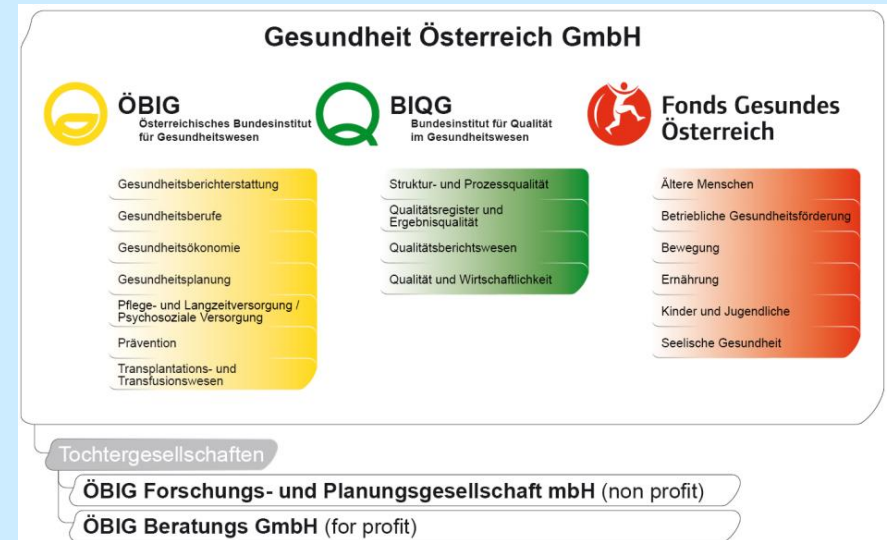 Gesundheit Österreich GmbH
ÖBIG
Österreichisches Bundesinstitut
für Gesundheitswesen
Gesundheitsberichterstattung
Gesundheitsberufe
Gesundheitsökonomie
Gesundheitsplanung
Pflege- und Langzeitversorgung /
Psychosoziale Versorgung
Prävention
Transplantations- und
Transfusionswesen
BIQG
Bundesinstitut für Qualität
im Gesundheitswesen
Struktur- und Prozessqualität
Qualitätsregister und
Ergebnisqualität
Qualitätsberichtswesen
Qualität und Wirtschaftlichkeit
Fonds Gesundes
Österreich
Ältere Menschen
Betriebliche Gesundheitsförderung
Bewegung
Ernährung
Kinder und Jugendliche
Seelische Gesundheit
Tochtergesellschaften
ÖBIG Forschungs- und Planungsgesellschaft mbH (non profit)
ÖBIG Beratungs GmbH (for profit)